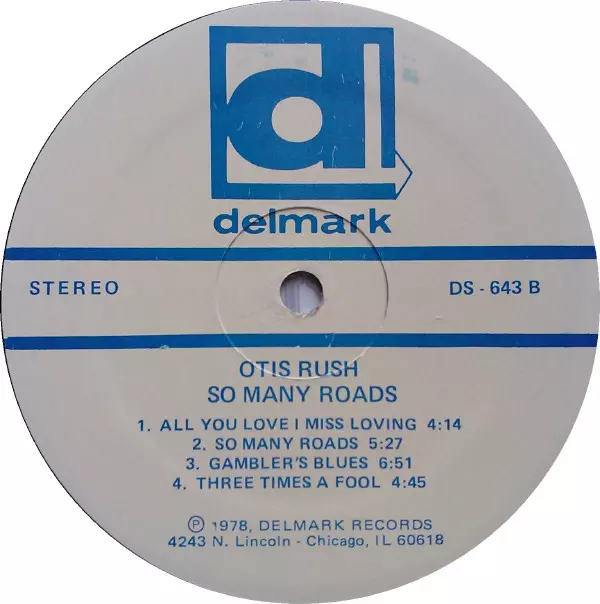 d
delmark
STEREO
DS - 643 B
OTIS RUSH
SO MANY ROADS
1. ALL YOU LOVE I MISS LOVING 4:14
2. SO MANY ROADS 5:27
3. GAMBLER'S BLUES 6:51
4. THREE TIMES A FOOL 4:45
℗ 1978, DELMARK RECORDS
4243 N. Lincoln - Chicago, IL 60618